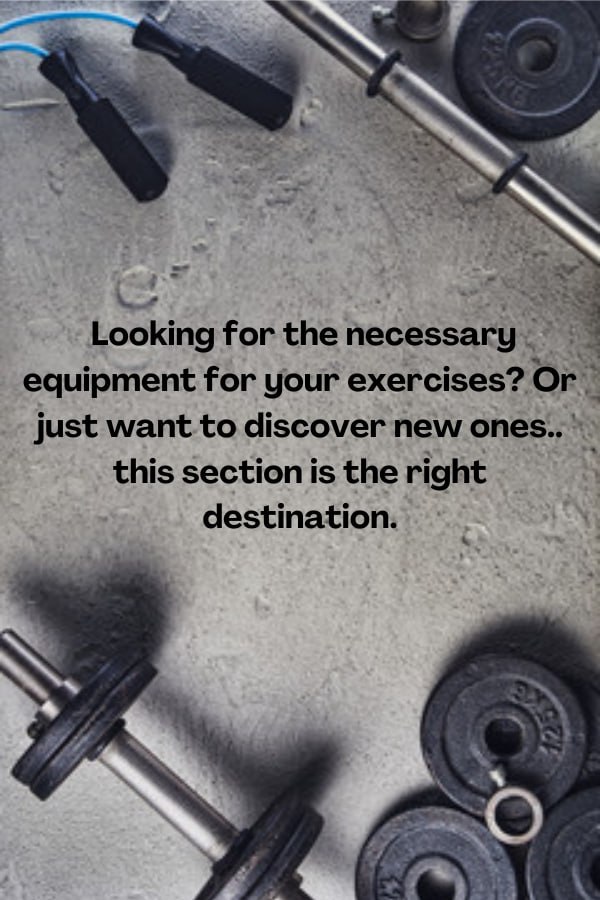 Looking for the necessary
equipment for your exercises? Or
just want to discover new ones..
this section is the right
destination.